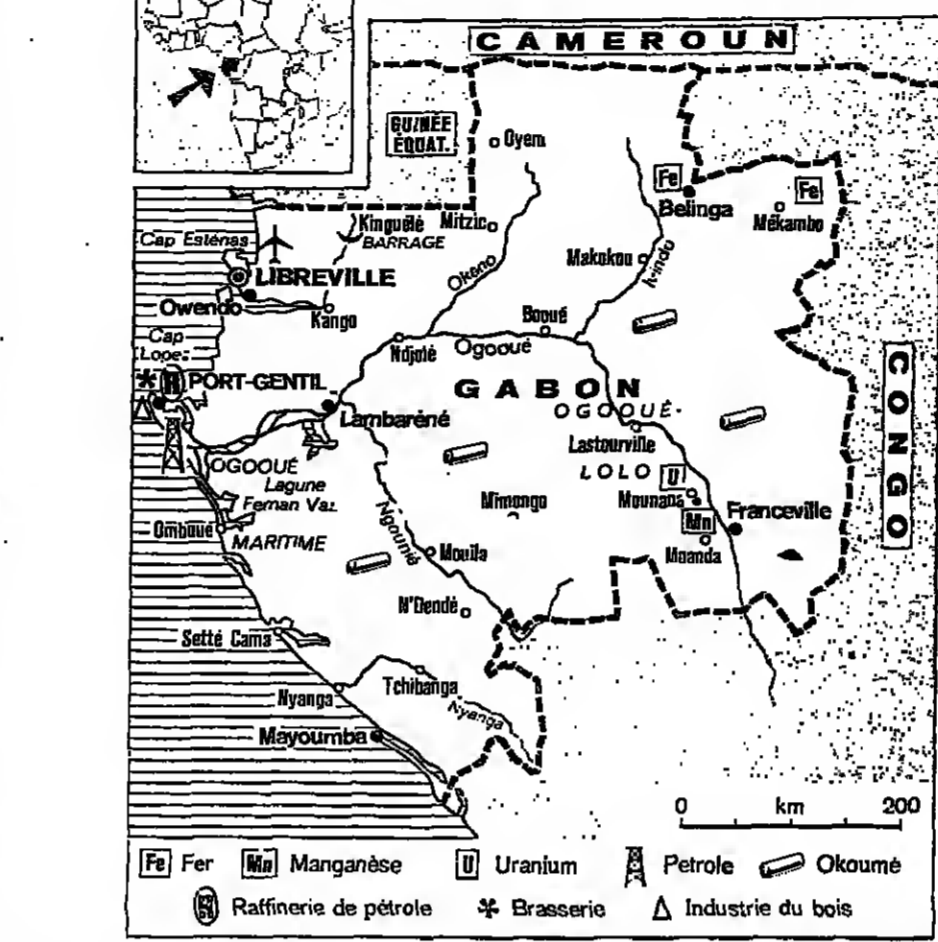 CAMEROUN
GUINÉE
ÉQUAT.
Oyem
Fe
Belinga
Fe
Mékambo
Kinguélé
BARRAGE
Mitzic
Cap Estérias
LIBREVILLE
Okano
Makokou
Ivindo
Owendo
Kango
Booué
Cap
Lopez
Ndjolé
Ogooué
PORT-GENTIL
GABON
CONGO
Lambaréné
OGOOUÉ-
Lastourville
LOLO
OGOOUÉ
Lagune
Fernan Vaz
U
Mounana
Mimongo
Mn
Franceville
Omboué
MARITIME
Ngounié
Mouila
Moanda
N'Dendé
Setté Cama
Nyanga
Tchibanga
Nyanga
Mayoumba
0 km 200
Fe Fer Mn Manganèse U Uranium Petrole Okoumé
Raffinerie de pétrole Brasserie Industrie du bois